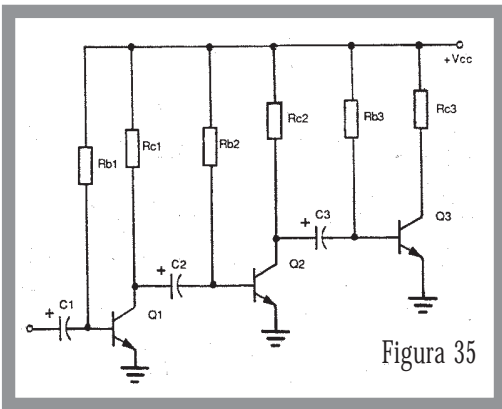 +Vcc
Rb1
Rc1
Rb2
Rc2
Rb3
Rc3
+ C1
Q1
+ C2
Q2
+ C3
Q3
Figura 35